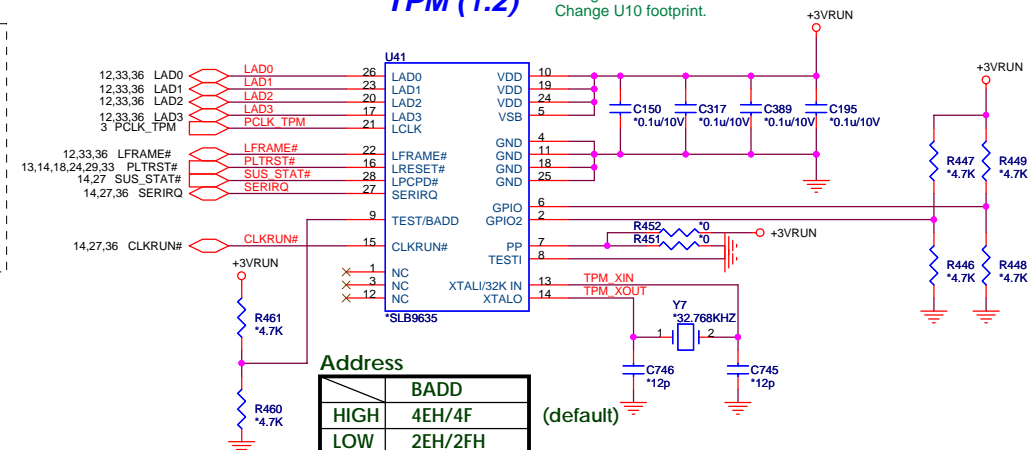 TPM (1.2)
Change U10 footprint.
U41
12,33,36 LAD0 LAD0 26 LAD0
12,33,36 LAD1 LAD1 23 LAD1
12,33,36 LAD2 LAD2 20 LAD2
12,33,36 LAD3 LAD3 17 LAD3
3 PCLK_TPM PCLK_TPM 21 LCLK
12,33,36 LFRAME# LFRAME# 22 LFRAME#
13,14,18,24,29,33 PLTRST# PLTRST# 16 LRESET#
14,27 SUS_STAT# SUS_STAT# 28 LPCPD#
14,27,36 SERIRQ SERIRQ 27 SERIRQ
9 TEST/BADD
14,27,36 CLKRUN# CLKRUN# 15 CLKRUN#
1 NC
3 NC
12 NC
VDD 10
VDD 19
VDD 24
VSB 5
GND 4
GND 11
GND 18
GND 25
GPIO 6
GPIO2 2
PP 7
TESTI 8
XTALI/32K IN 13 TPM_XIN
XTALO 14 TPM_XOUT
*SLB9635
+3VRUN
C150
*0.1u/10V
C317
*0.1u/10V
C389
*0.1u/10V
C195
*0.1u/10V
+3VRUN
R447
*4.7K
R449
*4.7K
R446
*4.7K
R448
*4.7K
R452 *0
R451 *0
+3VRUN
Y7
*32.768KHZ
1 2
C746
*12p
C745
*12p
+3VRUN
R461
*4.7K
R460
*4.7K
Address
BADD
HIGH 4EH/4F (default)
LOW 2EH/2FH